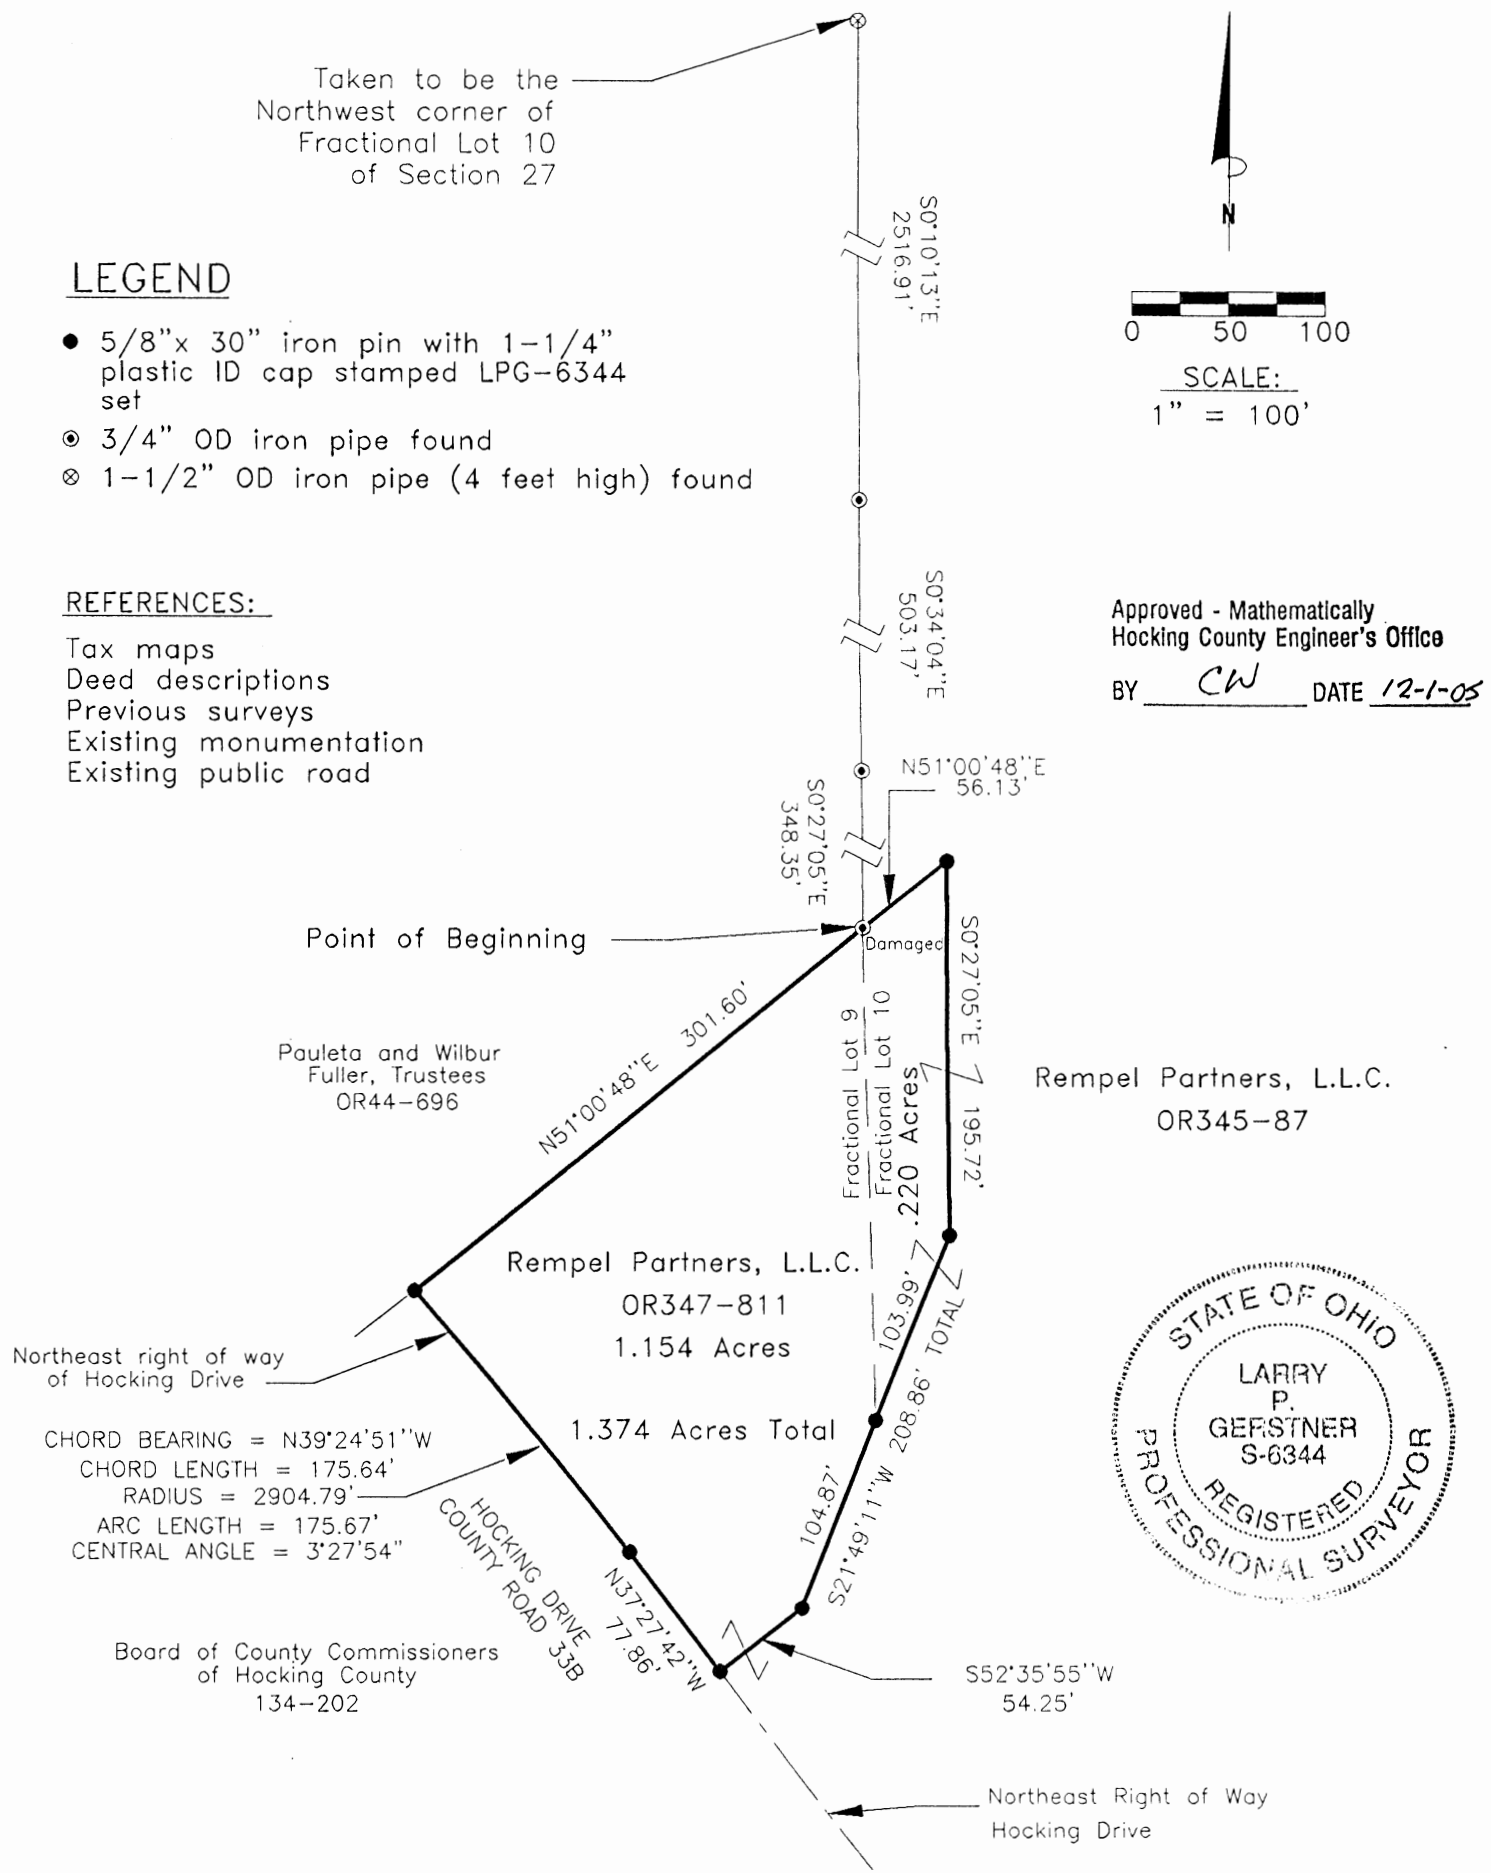 Taken to be the
Northwest corner of
Fractional Lot 10
of Section 27
S0°10'13"E
2516.91'
N
0 50 100
SCALE:
1" = 100'
LEGEND
5/8"x 30" iron pin with 1-1/4"
plastic ID cap stamped LPG-6344
set
3/4" OD iron pipe found
1-1/2" OD iron pipe (4 feet high) found
REFERENCES:
Tax maps
Deed descriptions
Previous surveys
Existing monumentation
Existing public road
S0°34'04"E
503.17'
Approved - Mathematically
Hocking County Engineer's Office
BY CW DATE 12-1-05
N51°00'48"E
56.13'
S0°27'05"E
348.35'
Point of Beginning
Damaged
S0°27'05"E 195.72'
N51°00'48"E 301.60'
Pauleta and Wilbur
Fuller, Trustees
OR44-696
Fractional Lot 9
Fractional Lot 10
.220 Acres
Rempel Partners, L.L.C.
OR345-87
Rempel Partners, L.L.C.
OR347-811
1.154 Acres
1.374 Acres Total
103.99'
104.87'
S21°49'11"W 208.86' TOTAL
Northeast right of way
of Hocking Drive
CHORD BEARING = N39°24'51"W
CHORD LENGTH = 175.64'
RADIUS = 2904.79'
ARC LENGTH = 175.67'
CENTRAL ANGLE = 3°27'54"
HOCKING DRIVE
COUNTY ROAD 33B
N37°27'42"W
77.86'
Board of County Commissioners
of Hocking County
134-202
S52°35'55"W
54.25'
Northeast Right of Way
Hocking Drive
STATE OF OHIO
LARRY
P.
GERSTNER
S-6344
REGISTERED
PROFESSIONAL SURVEYOR